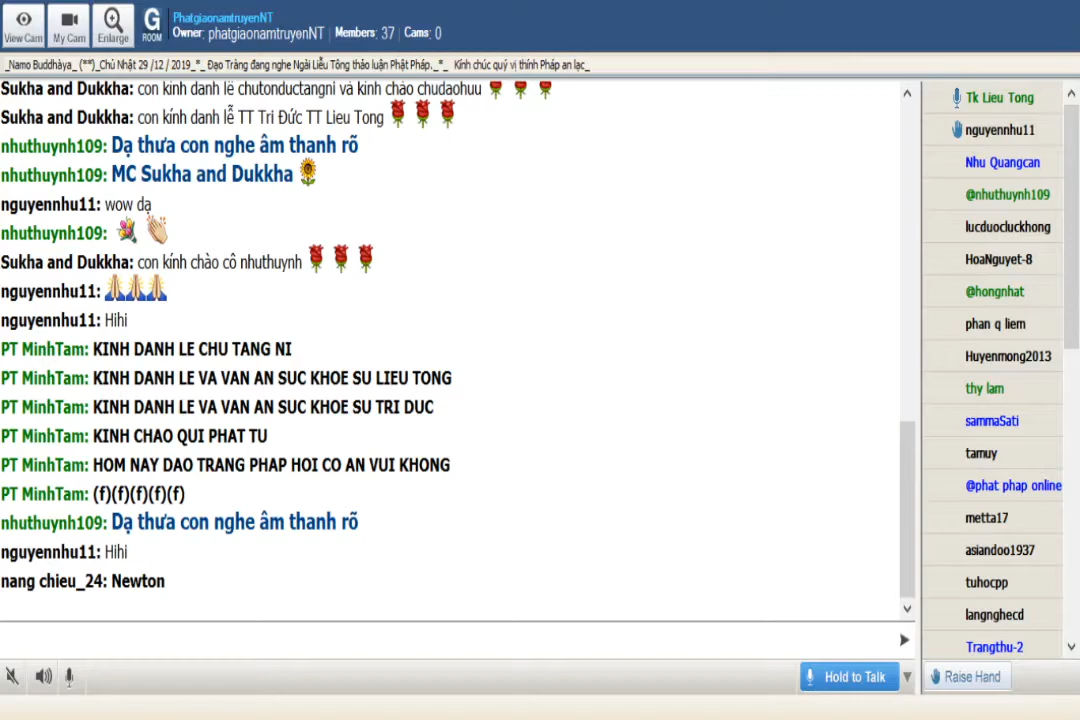 View Cam
My Cam
Enlarge
G
ROOM
PhatgiaonamtruyenNT
Owner: phatgiaonamtruyenNT | Members: 37 | Cams: 0
_Namo Buddhàya_ (**)_Chủ Nhật 29 /12 / 2019_*_ Đạo Tràng đang nghe Ngài Liễu Tông thảo luận Phật Pháp._*_ Kính chúc quý vị thính Pháp an lạc_
Sukha and Dukkha: con kính danh lễ chutonductangni và kính chào chudaohuu
Sukha and Dukkha: con kính danh lễ TT Tri Đức TT Lieu Tong
nhuthuynh109: Dạ thưa con nghe âm thanh rõ
nhuthuynh109: MC Sukha and Dukkha
nguyennhu11: wow dạ
nhuthuynh109:
Sukha and Dukkha: con kính chào cô nhuthuynh
nguyennhu11:
nguyennhu11: Hihi
PT MinhTam: KINH DANH LE CHU TANG NI
PT MinhTam: KINH DANH LE VA VAN AN SUC KHOE SU LIEU TONG
PT MinhTam: KINH DANH LE VA VAN AN SUC KHOE SU TRI DUC
PT MinhTam: KINH CHAO QUI PHAT TU
PT MinhTam: HOM NAY DAO TRANG PHAP HOI CO AN VUI KHONG
PT MinhTam: (f)(f)(f)(f)(f)
nhuthuynh109: Dạ thưa con nghe âm thanh rõ
nguyennhu11: Hihi
nang chieu_24: Newton
Tk Lieu Tong
nguyennhu11
Nhu Quangcan
@nhuthuynh109
lucduocluckhong
HoaNguyet-8
@hongnhat
phan q liem
Huyenmong2013
thy lam
sammaSati
tamuy
@phat phap online
metta17
asiandoo1937
tuhocpp
langnghecd
Trangthu-2
Hold to Talk
Raise Hand